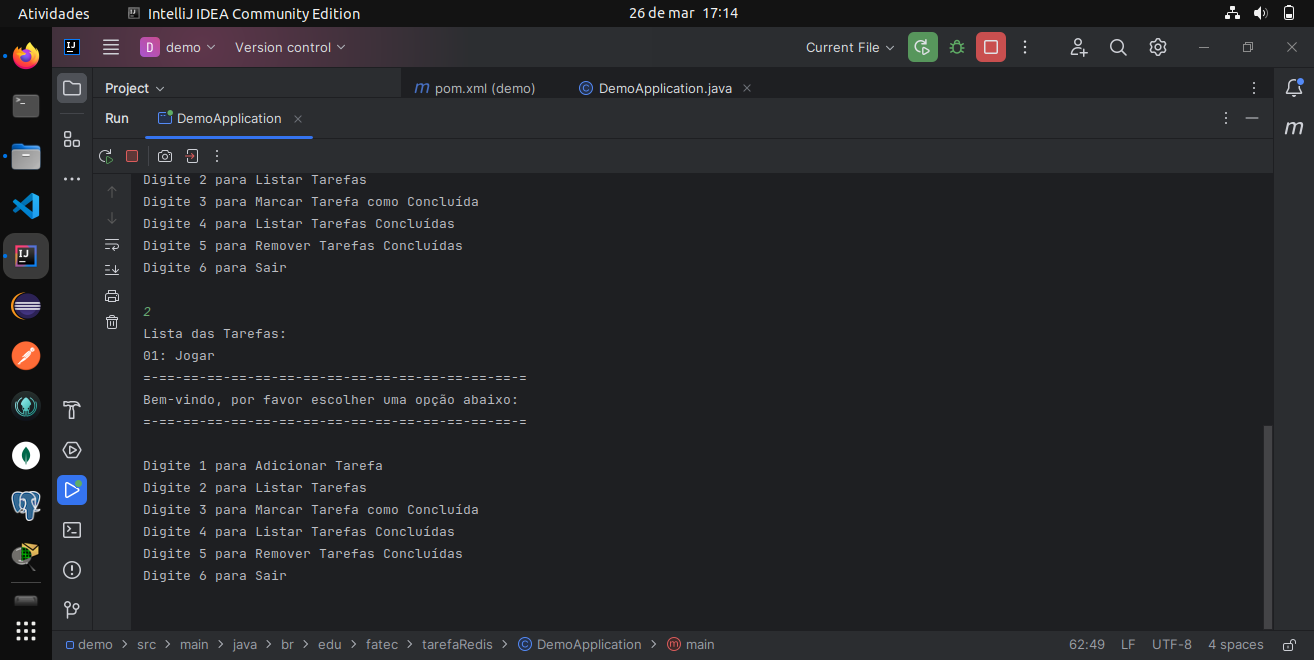 Atividades IntelliJ IDEA Community Edition 26 de mar 17:14
IJ D demo Version control Current File
Project m pom.xml (demo) C DemoApplication.java
Run DemoApplication
m
Digite 2 para Listar Tarefas
Digite 3 para Marcar Tarefa como Concluída
Digite 4 para Listar Tarefas Concluídas
Digite 5 para Remover Tarefas Concluídas
Digite 6 para Sair
IJ
2
Lista das Tarefas:
01: Jogar
=-==-==-==-==-==-==-==-==-==-==-==-==-==-==-==-=
Bem-vindo, por favor escolher uma opção abaixo:
=-==-==-==-==-==-==-==-==-==-==-==-==-==-==-==-=
Digite 1 para Adicionar Tarefa
Digite 2 para Listar Tarefas
Digite 3 para Marcar Tarefa como Concluída
Digite 4 para Listar Tarefas Concluídas
Digite 5 para Remover Tarefas Concluídas
Digite 6 para Sair
demo > src > main > java > br > edu > fatec > tarefaRedis > C DemoApplication > m main 62:49 LF UTF-8 4 spaces